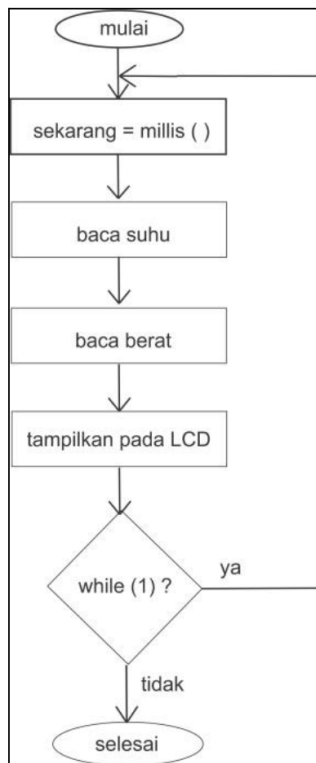 mulai
sekarang = millis ( )
baca suhu
baca berat
tampilkan pada LCD
while (1) ?
ya
tidak
selesai